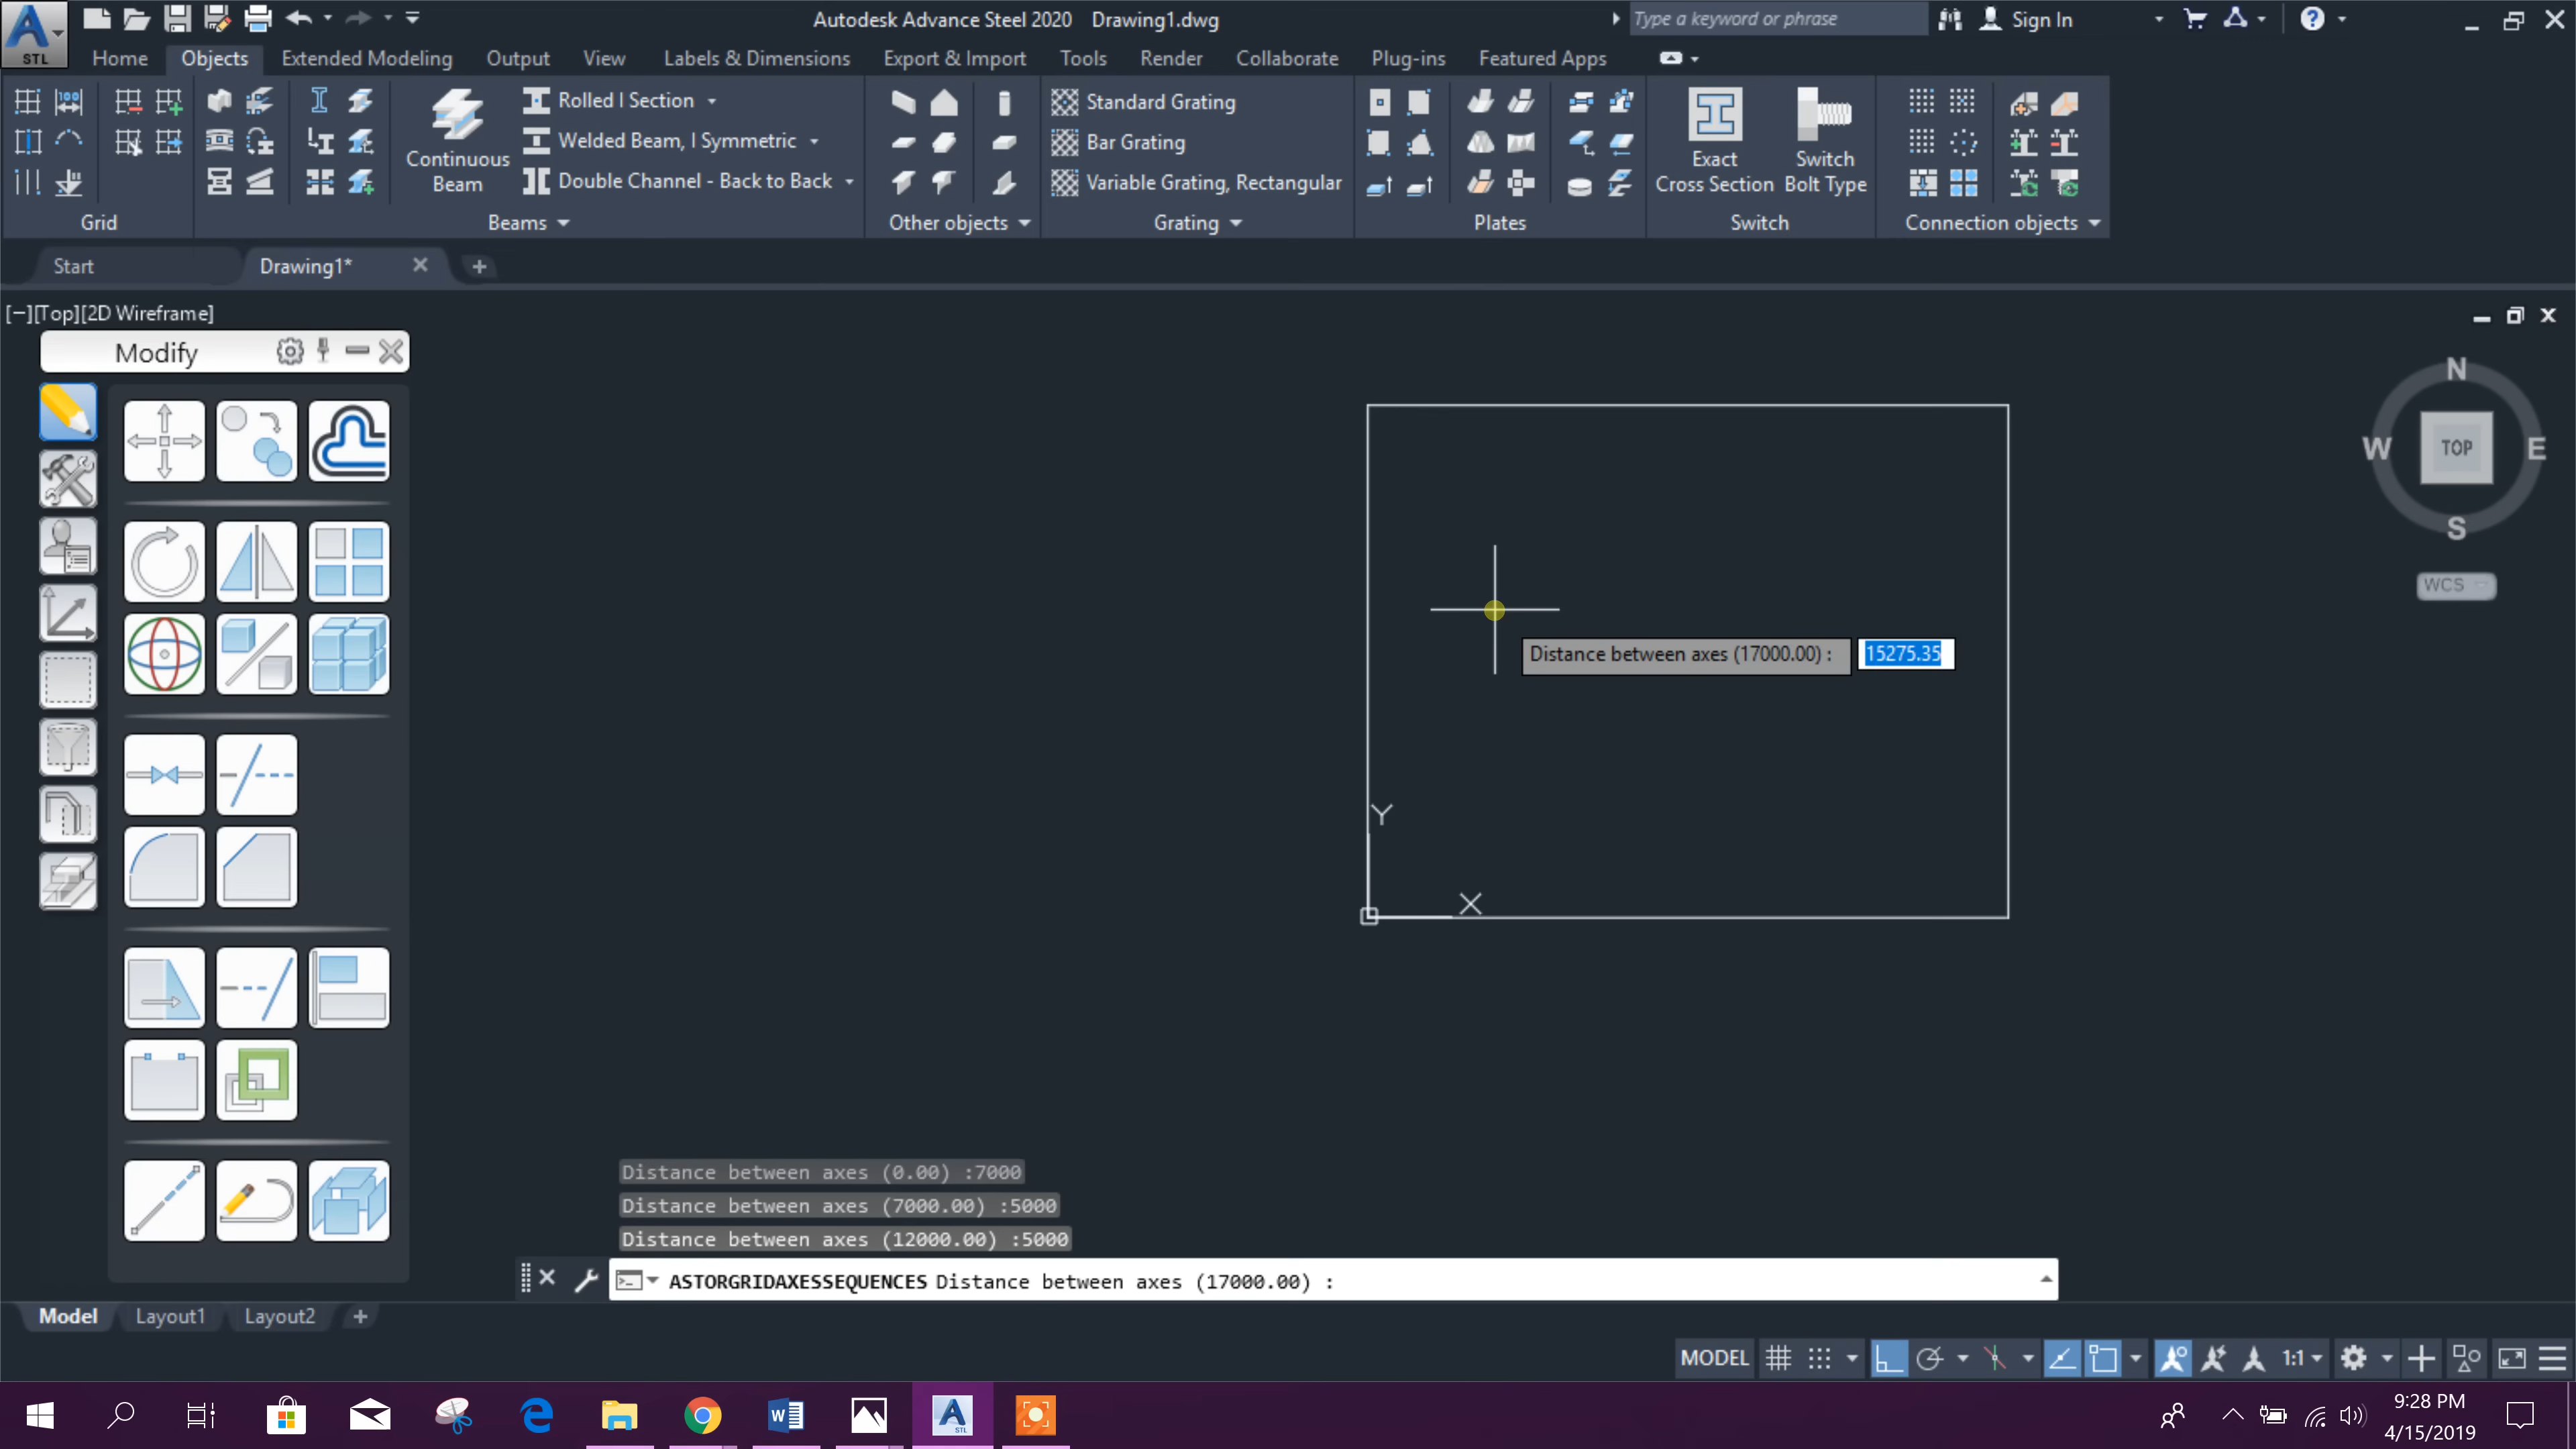 A
STL
Autodesk Advance Steel 2020 Drawing1.dwg
Type a keyword or phrase
Sign In
Home Objects Extended Modeling Output View Labels & Dimensions Export & Import Tools Render Collaborate Plug-ins Featured Apps
Continuous Beam
Rolled I Section
Welded Beam, I Symmetric
Double Channel - Back to Back
Standard Grating
Bar Grating
Variable Grating, Rectangular
Exact Cross Section
Switch Bolt Type
Grid Beams Other objects Grating Plates Switch Connection objects
Start Drawing1*
[−][Top][2D Wireframe]
Modify
N
W TOP E
S
WCS
Distance between axes (17000.00) : 15275.35
Y
X
Distance between axes (0.00) :7000
Distance between axes (7000.00) :5000
Distance between axes (12000.00) :5000
ASTORGRIDAXESSEQUENCES Distance between axes (17000.00) :
Model Layout1 Layout2
MODEL 1:1
9:28 PM
4/15/2019